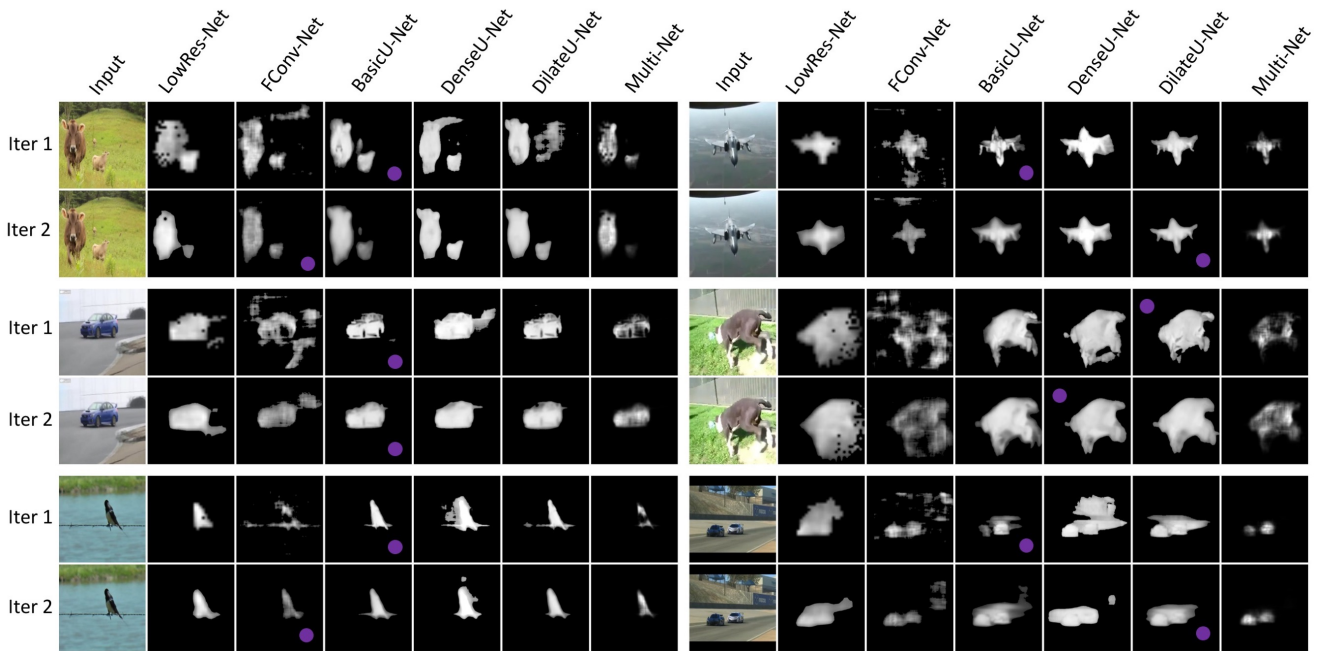 Input LowRes-Net FConv-Net BasicU-Net DenseU-Net DilateU-Net Multi-Net Input LowRes-Net FConv-Net BasicU-Net DenseU-Net DilateU-Net Multi-Net
Iter 1
Iter 2
Iter 1
Iter 2
Iter 1
Iter 2